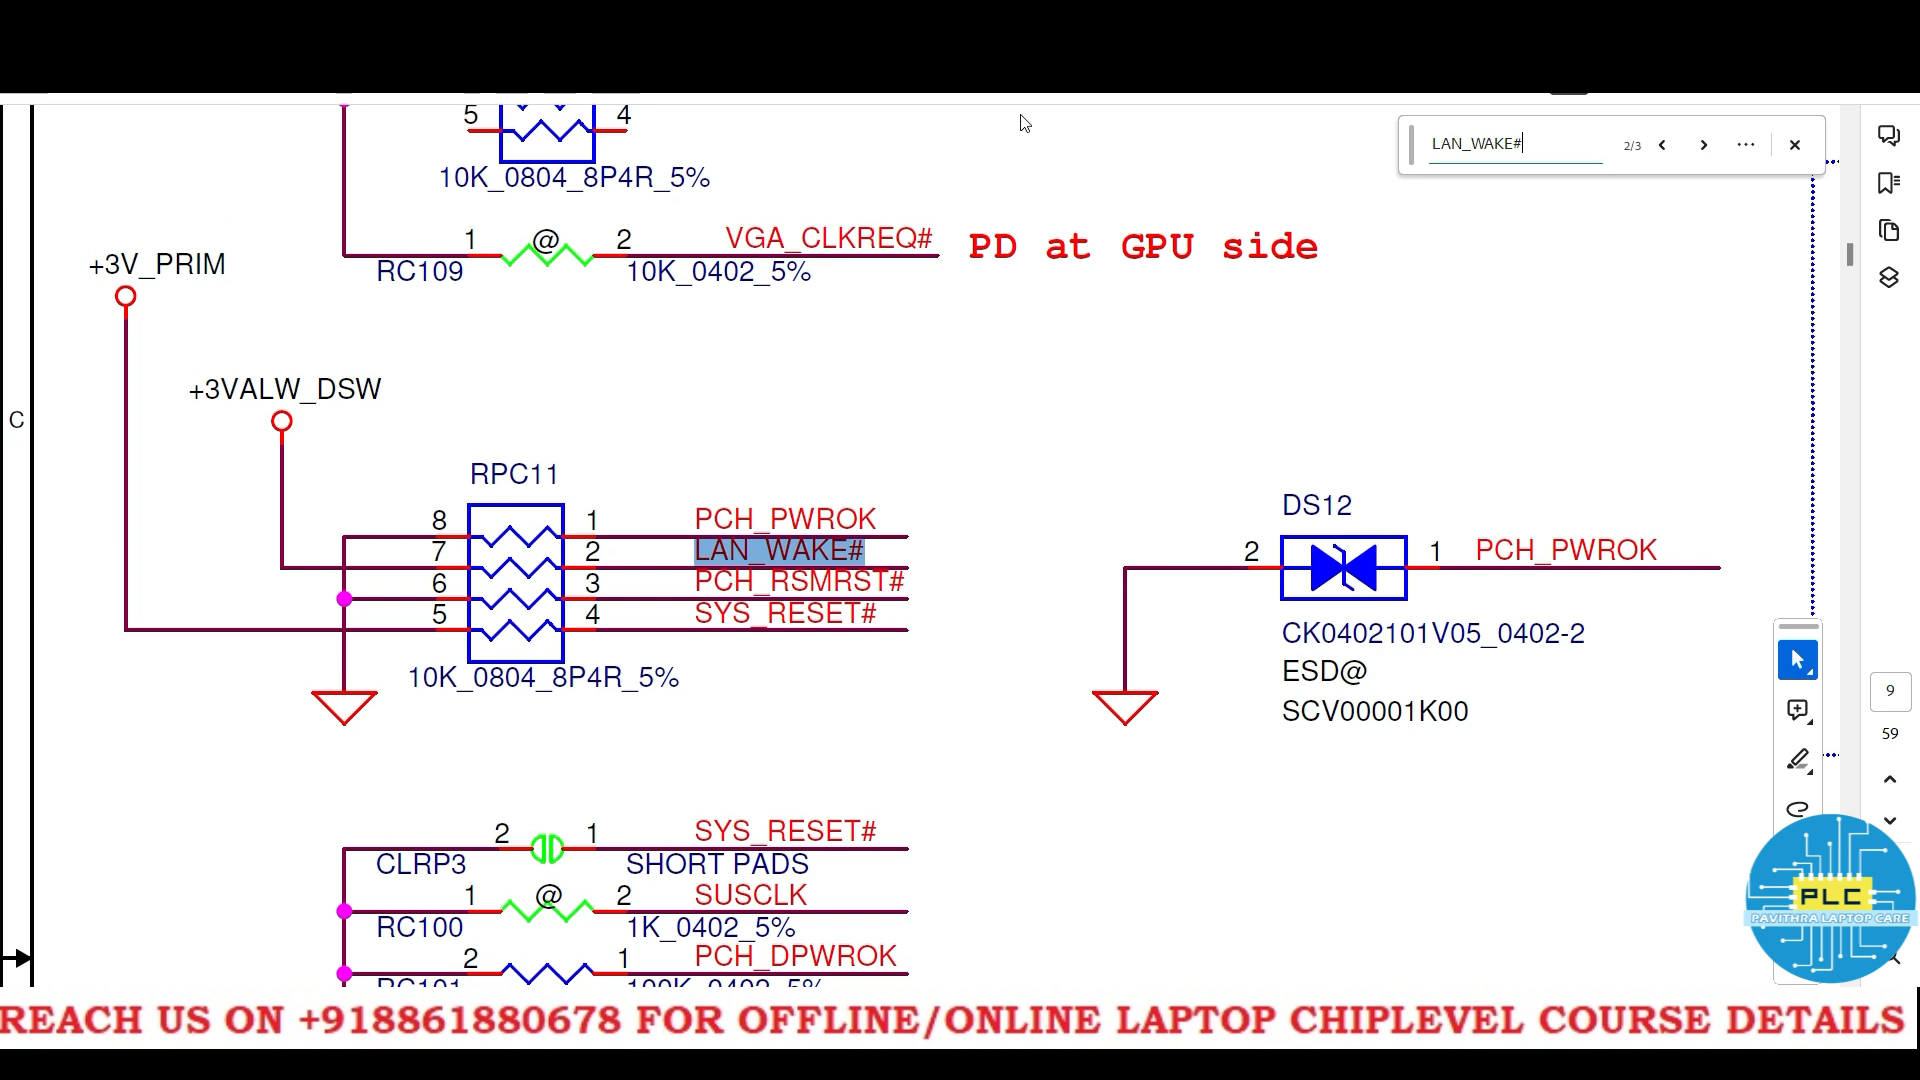 5 4
10K_0804_8P4R_5%
LAN_WAKE# 2/3
1 @ 2 VGA_CLKREQ# PD at GPU side
RC109 10K_0402_5%
+3V_PRIM
+3VALW_DSW
C
RPC11
8 1 PCH_PWROK
7 2 LAN_WAKE#
6 3 PCH_RSMRST#
5 4 SYS_RESET#
10K_0804_8P4R_5%
DS12
2 1 PCH_PWROK
CK0402101V05_0402-2
ESD@
SCV00001K00
9
59
2 1 SYS_RESET#
CLRP3 SHORT PADS
1 @ 2 SUSCLK
RC100 1K_0402_5%
2 1 PCH_DPWROK
RC101 100K_0402_5%
PLC
PAVITHRA LAPTOP CARE
REACH US ON +918861880678 FOR OFFLINE/ONLINE LAPTOP CHIPLEVEL COURSE DETAILS